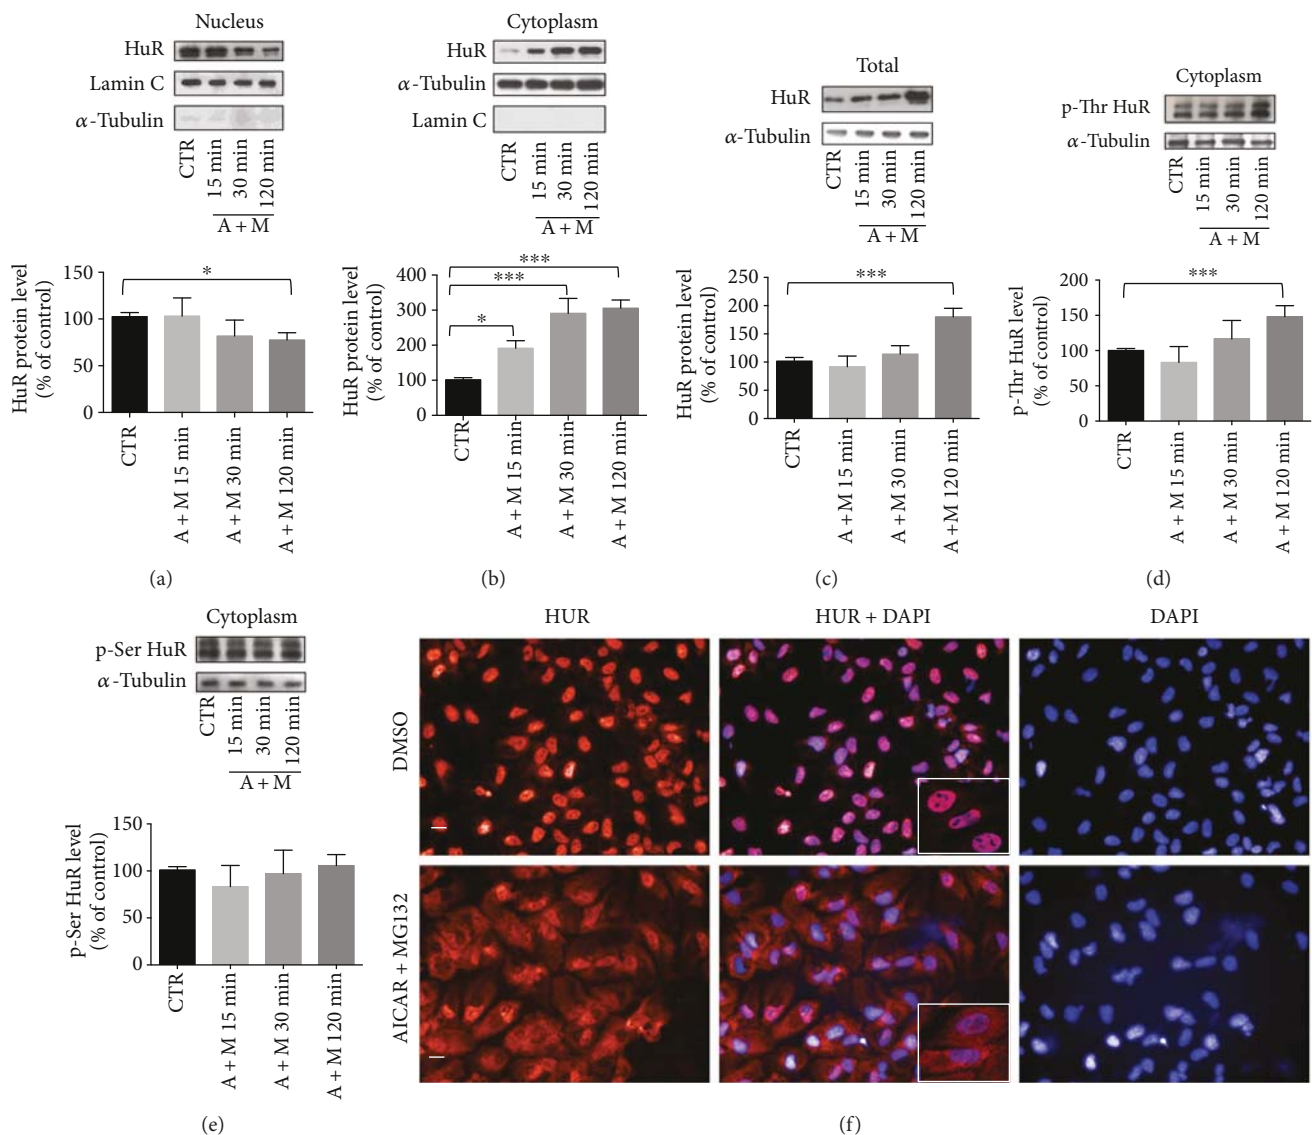 Nucleus
HuR
Lamin C
α-Tubulin
CTR
15 min
30 min
120 min
A + M
HuR protein level
(% of control)
150
100
50
0
*
CTR
A + M 15 min
A + M 30 min
A + M 120 min
(a)
Cytoplasm
HuR
α-Tubulin
Lamin C
CTR
15 min
30 min
120 min
A + M
HuR protein level
(% of control)
400
300
200
100
0
***
***
*
CTR
A + M 15 min
A + M 30 min
A + M 120 min
(b)
Total
HuR
α-Tubulin
CTR
15 min
30 min
120 min
A + M
HuR protein level
(% of control)
250
200
150
100
50
0
***
CTR
A + M 15 min
A + M 30 min
A + M 120 min
(c)
Cytoplasm
p-Thr HuR
α-Tubulin
CTR
15 min
30 min
120 min
A + M
p-Thr HuR level
(% of control)
200
150
100
50
0
***
CTR
A + M 15 min
A + M 30 min
A + M 120 min
(d)
Cytoplasm
p-Ser HuR
α-Tubulin
CTR
15 min
30 min
120 min
A + M
p-Ser HuR level
(% of control)
150
100
50
0
CTR
A + M 15 min
A + M 30 min
A + M 120 min
(e)
HUR
HUR + DAPI
DAPI
DMSO
AICAR + MG132
(f)